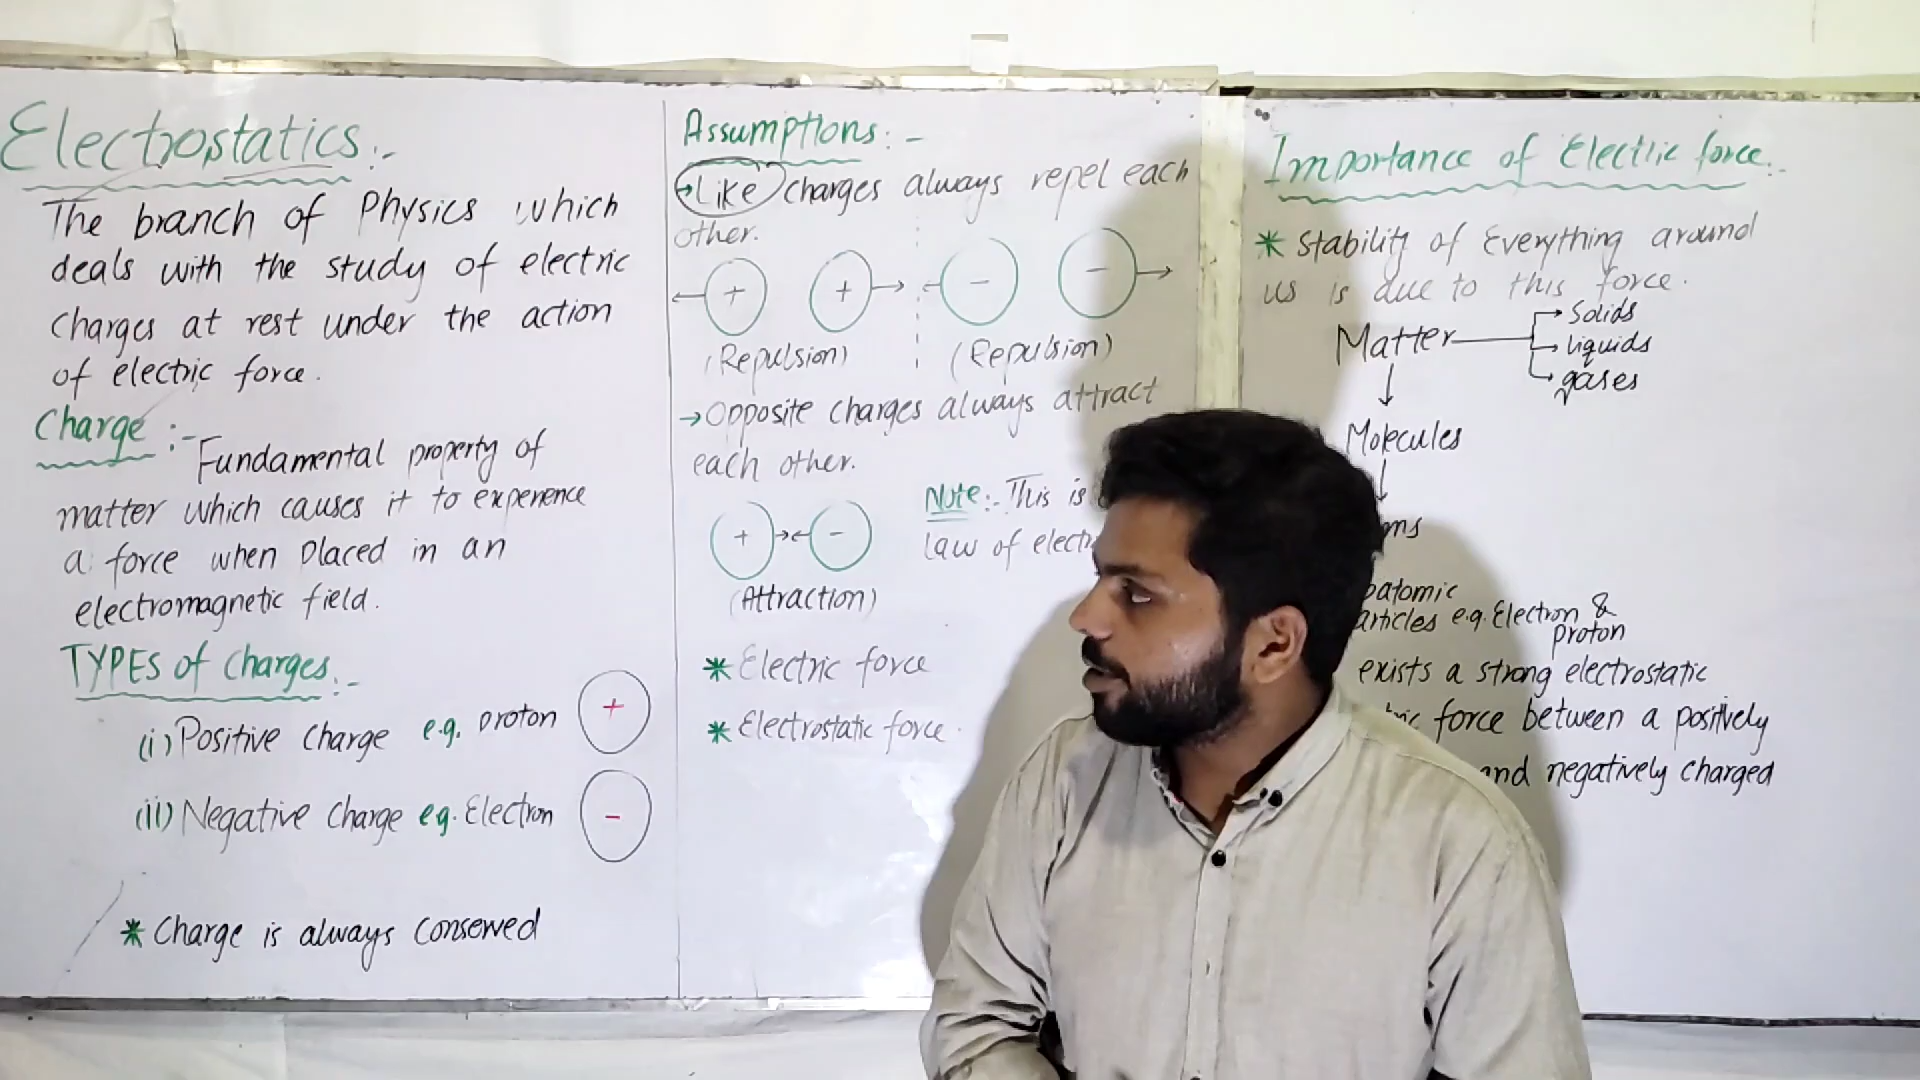 Electrostatics:-
The branch of Physics which
deals with the study of electric
charges at rest under the action
of electric force.
Charge :- Fundamental property of
matter which causes it to experience
a force when placed in an
electromagnetic field.
TYPES of charges:-
(i) Positive charge e.g. proton +
(ii) Negative charge e.g. Electron -
* Charge is always conserved
Assumptions:-
→ Like charges always repel each
other.
+ + - -
(Repulsion) (Repulsion)
→ Opposite charges always attract
each other.
+ -
(Attraction)
Note:- This is
law of
* Electric force
* Electrostatic force
Importance of Electric force:-
* Stability of Everything around
us is due to this force.
Matter
Solids
liquids
gases
Molecules
e.g. Electron &
proton
exists a strong electrostatic
force between a positively
and negatively charged